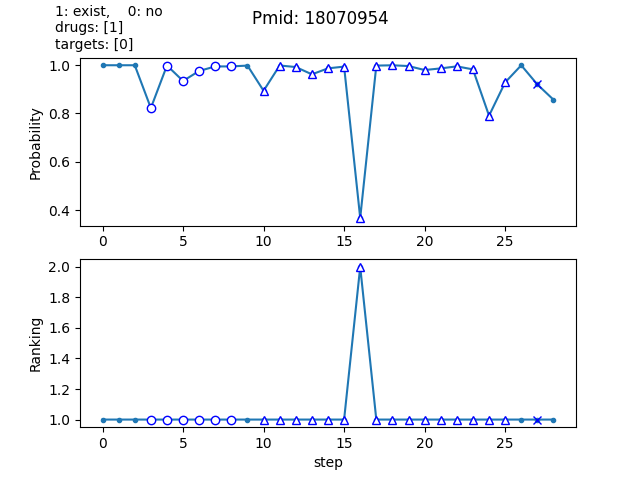 1: exist,    0: no
drugs: [1]
targets: [0]
Pmid: 18070954
Probability
1.0
0.8
0.6
0.4
0 5 10 15 20 25
Ranking
2.0
1.8
1.6
1.4
1.2
1.0
0 5 10 15 20 25
step